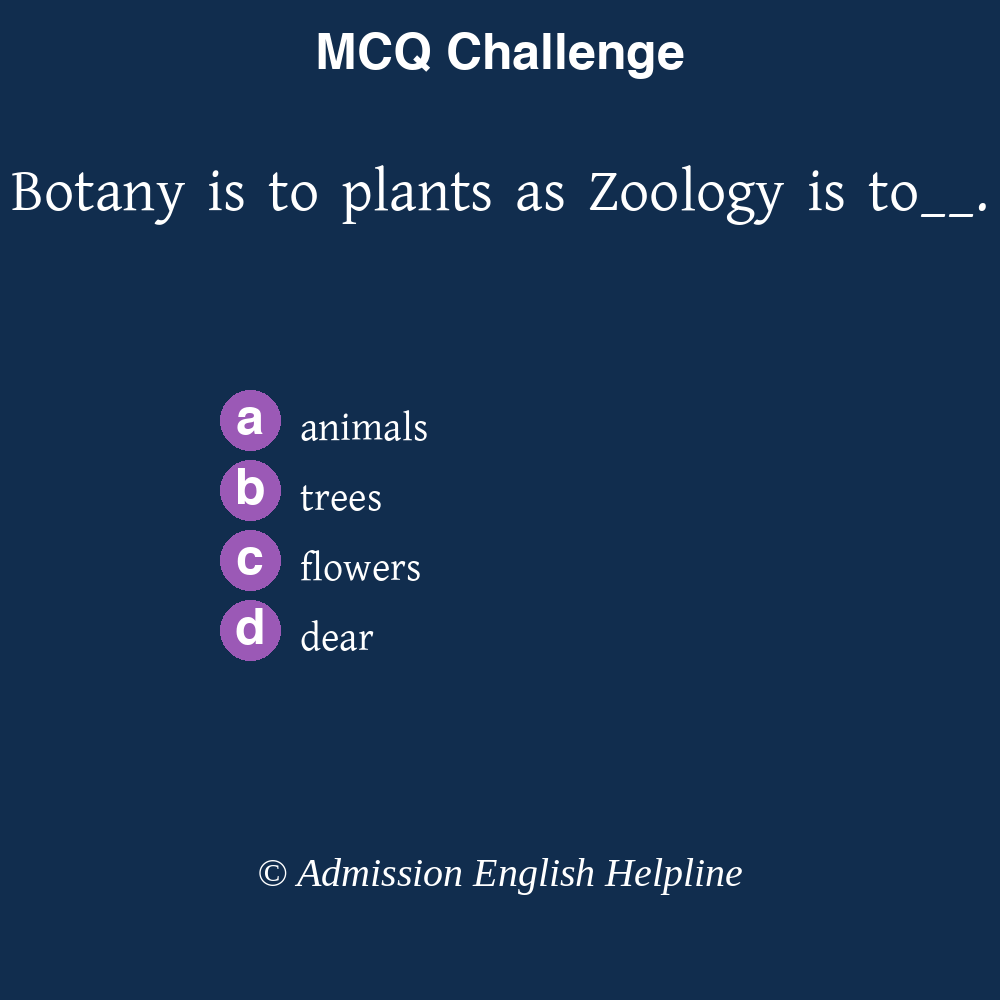 MCQ Challenge
Botany is to plants as Zoology is to__.
a animals
b trees
c flowers
d dear
© Admission English Helpline